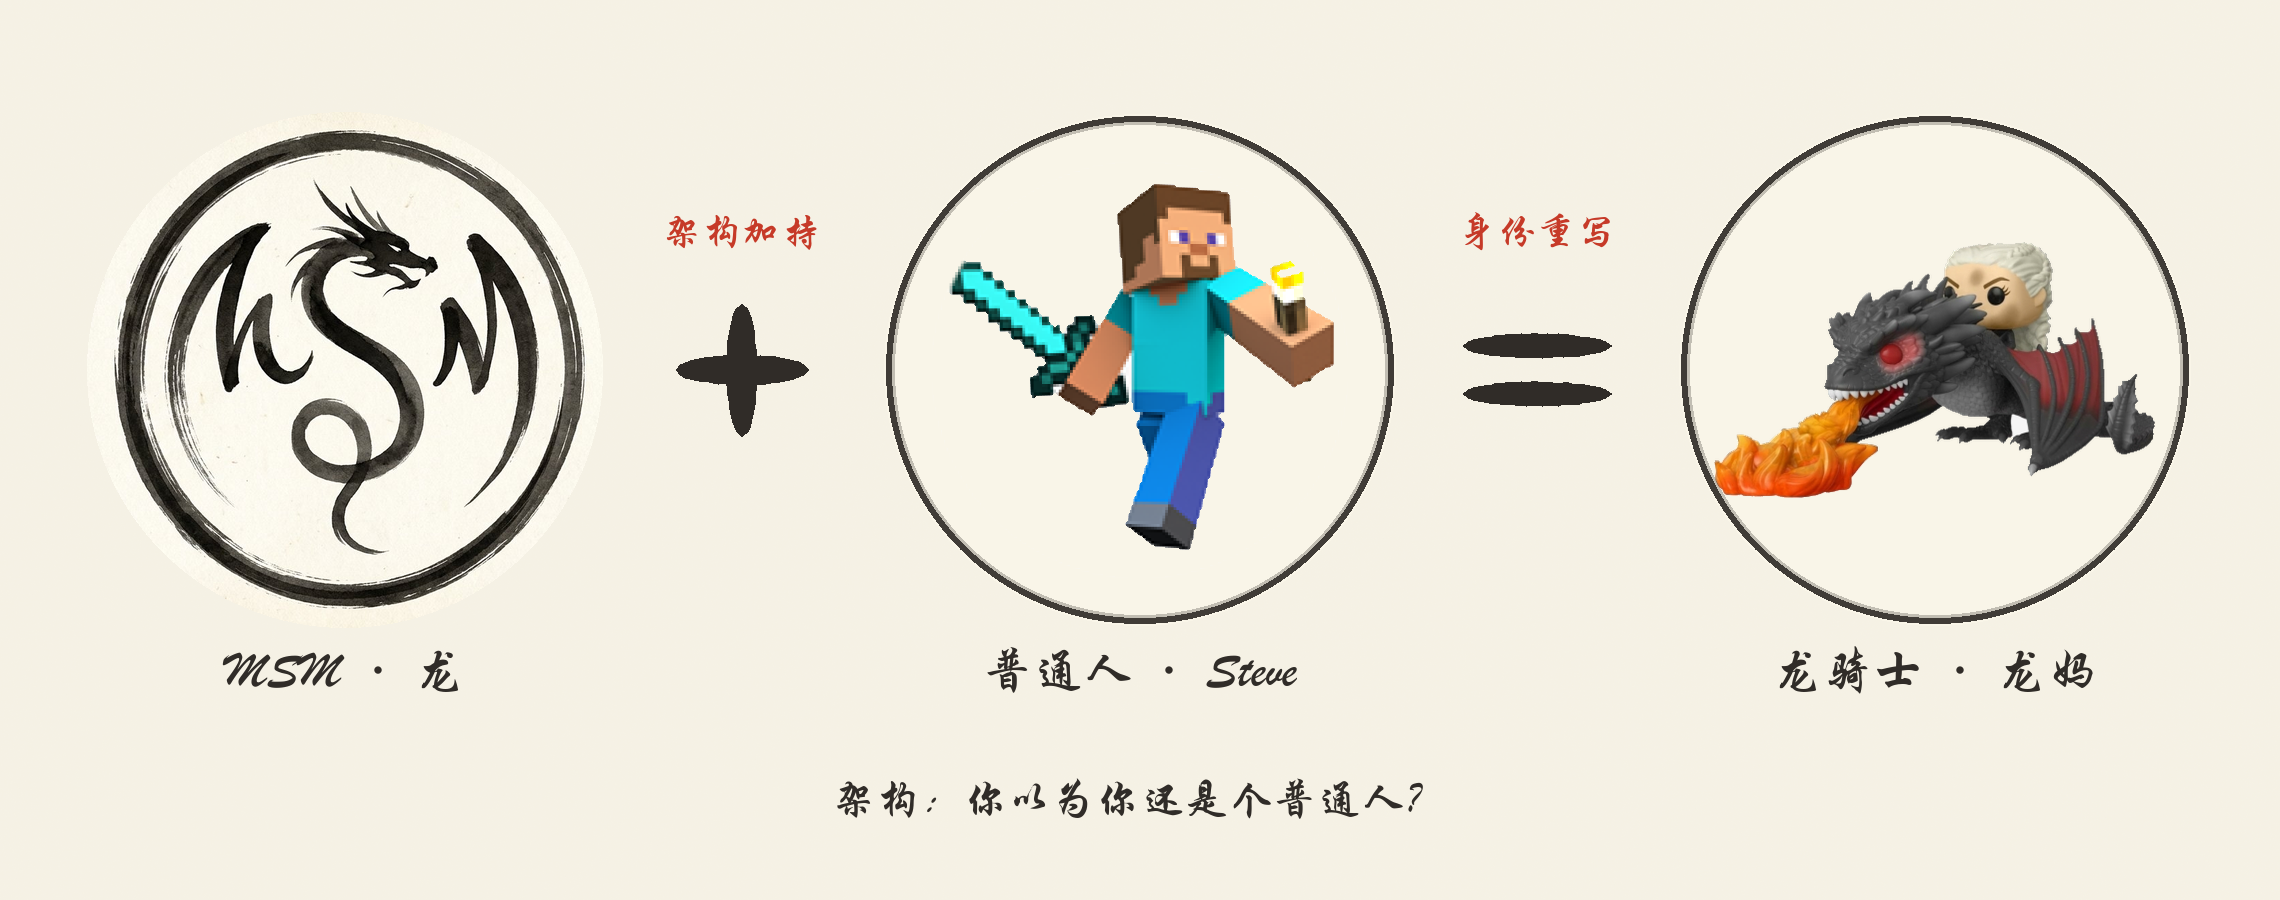 MSM
架构加持
身份重写
MSM · 龙
普通人 · Steve
龙骑士 · 龙妈
架构：你以为你还是个普通人？